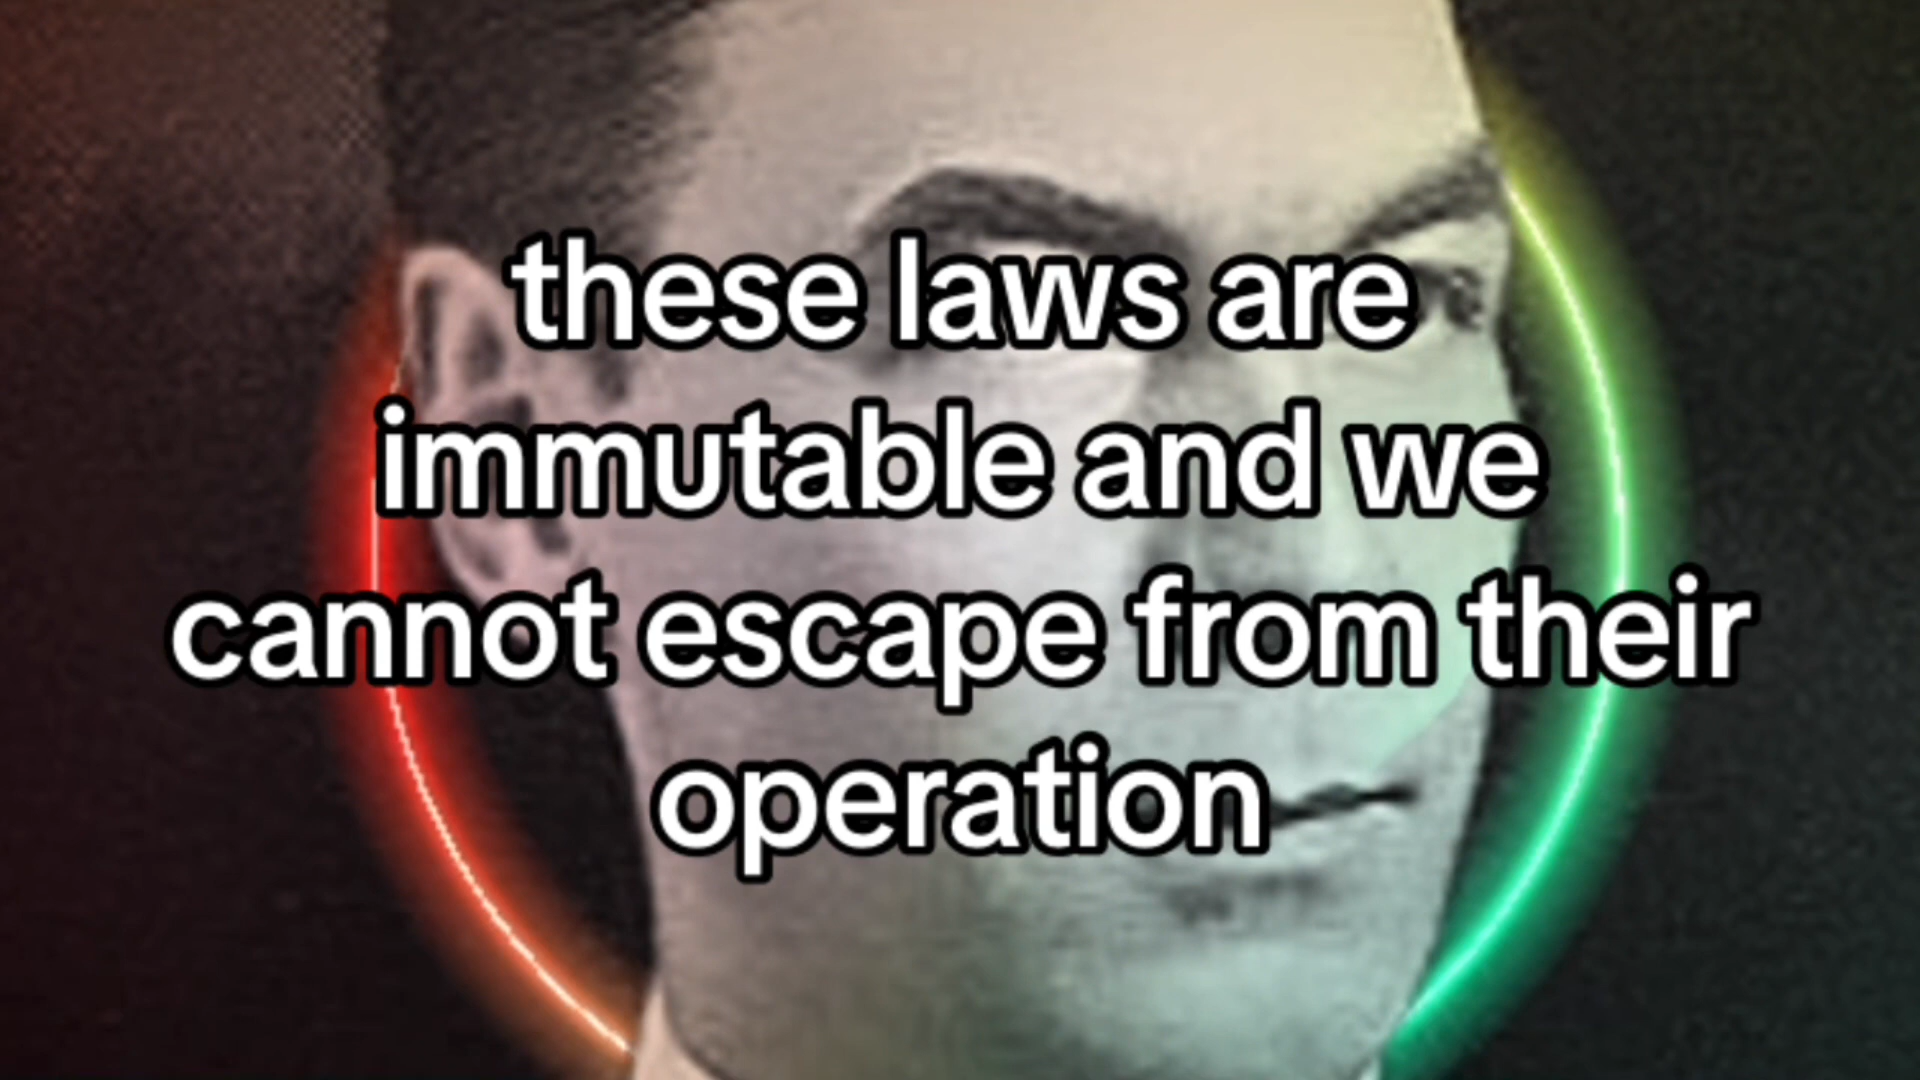 these laws are
immutable and we
cannot escape from their
operation